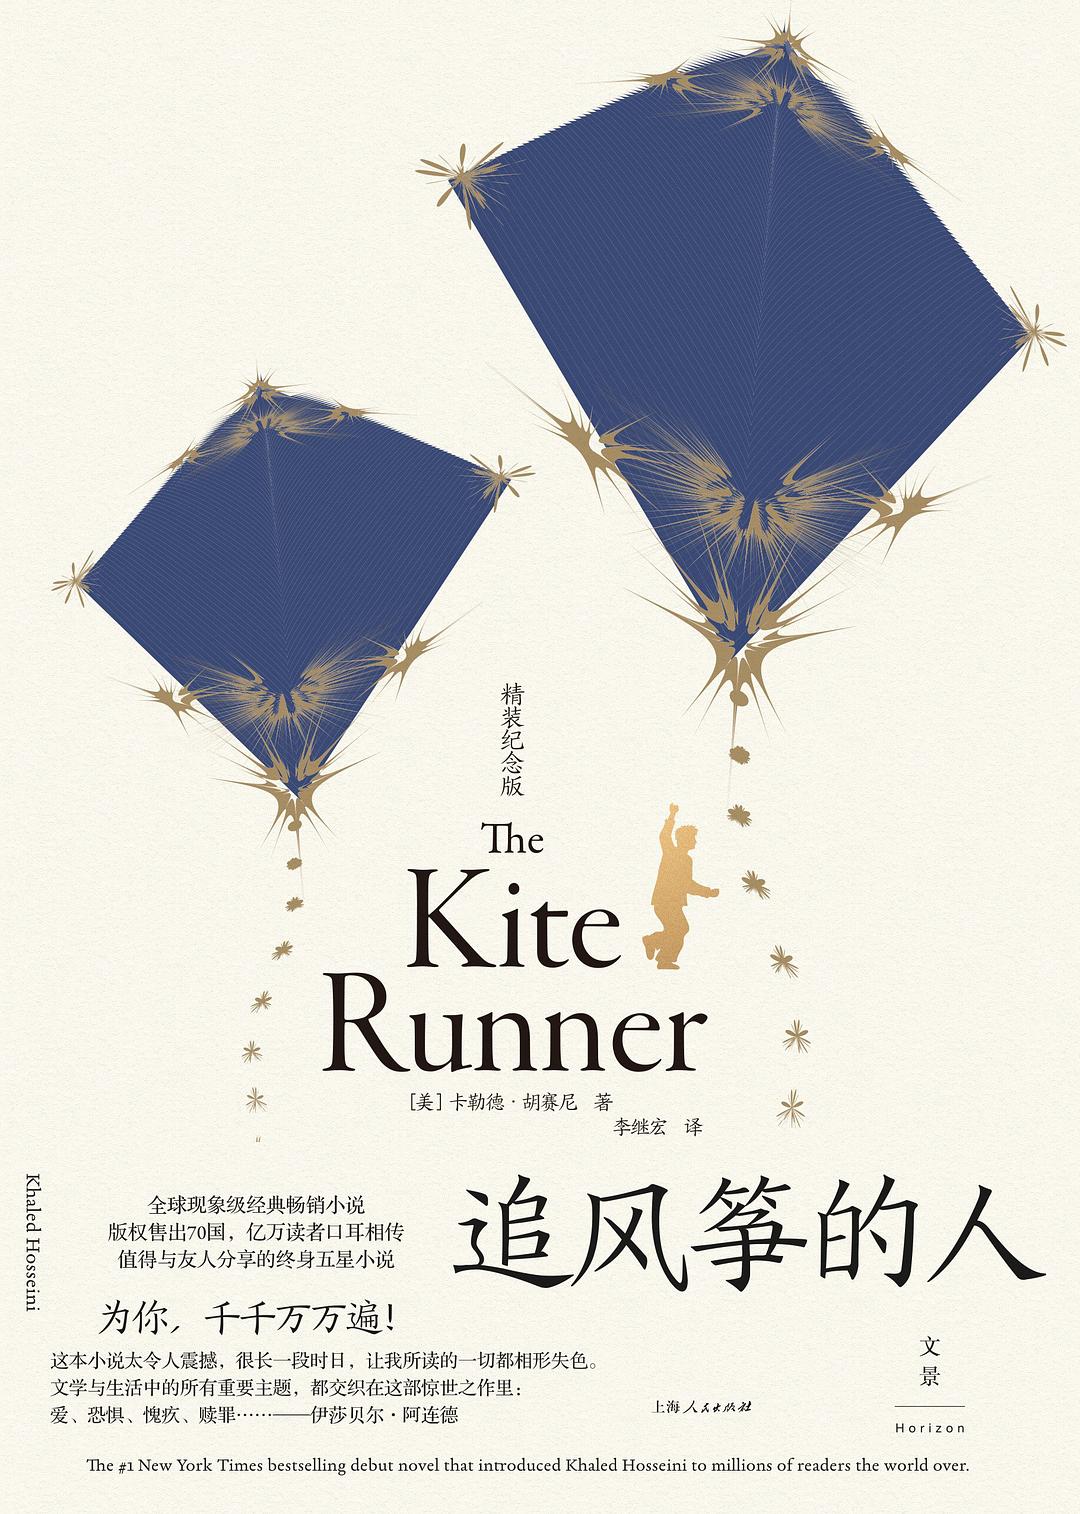 精装纪念版
The
Kite
Runner
[美] 卡勒德·胡赛尼 著
李继宏 译
追风筝的人
Khaled Hosseini
全球现象级经典畅销小说
版权售出70国，亿万读者口耳相传
值得与友人分享的终身五星小说
为你，千千万万遍！
这本小说太令人震撼，很长一段时日，让我所读的一切都相形失色。
文学与生活中的所有重要主题，都交织在这部惊世之作里：
爱、恐惧、愧疚、赎罪……——伊莎贝尔·阿连德
上海人民出版社
文景
Horizon
The #1 New York Times bestselling debut novel that introduced Khaled Hosseini to millions of readers the world over.